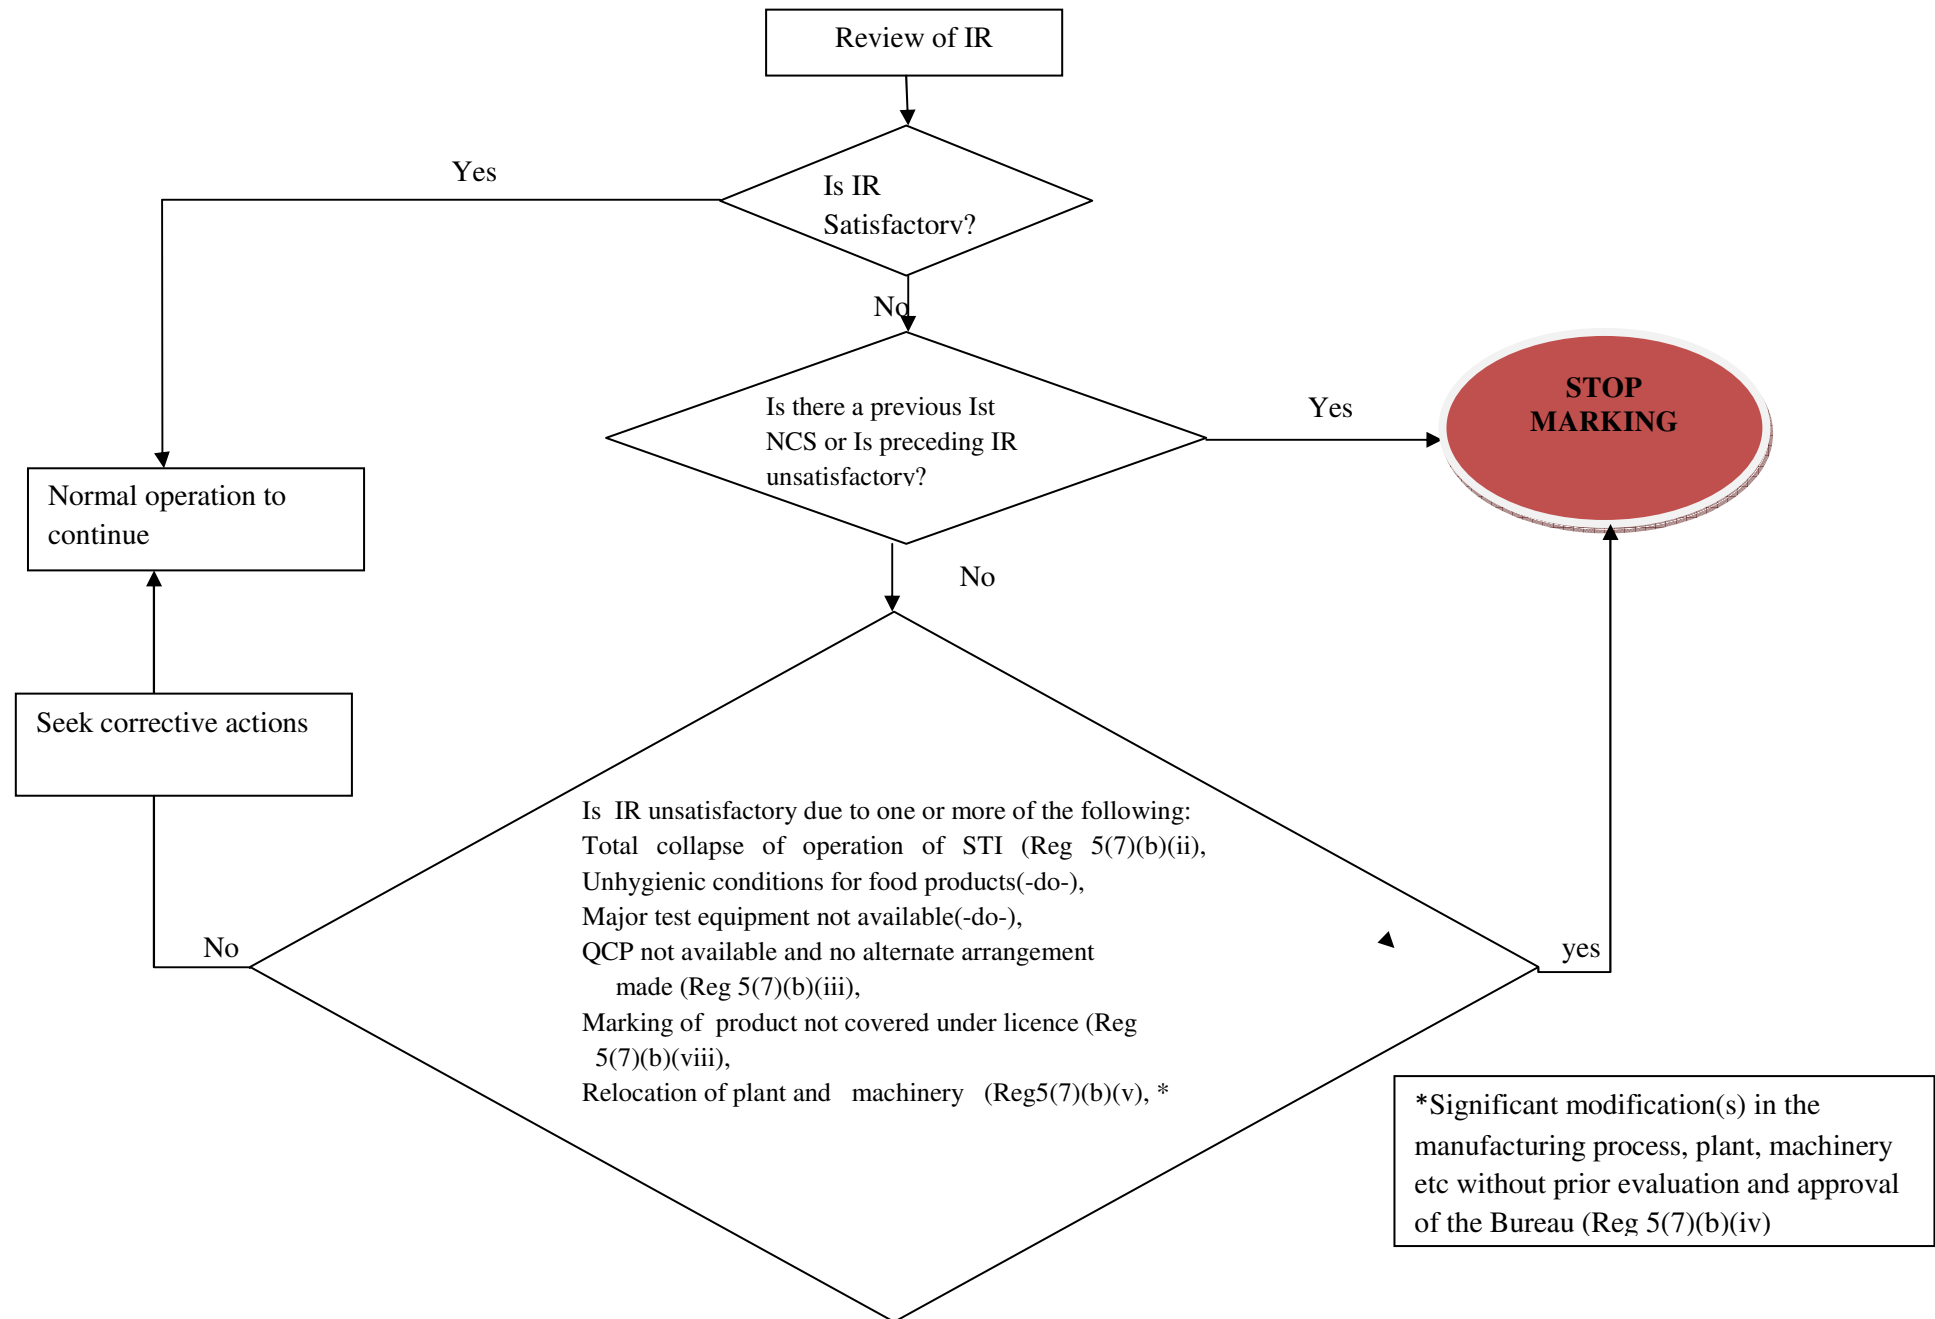 Review of IR
Yes
Is IR
Satisfactory?
No
Is there a previous Ist
NCS or Is preceding IR
unsatisfactory?
Yes
STOP
MARKING
Normal operation to
continue
No
Seek corrective actions
Is IR unsatisfactory due to one or more of the following:
Total collapse of operation of STI (Reg 5(7)(b)(ii),
Unhygienic conditions for food products(-do-),
Major test equipment not available(-do-),
QCP not available and no alternate arrangement
made (Reg 5(7)(b)(iii),
Marking of product not covered under licence (Reg
5(7)(b)(viii),
Relocation of plant and machinery (Reg5(7)(b)(v), *
No
yes
*Significant modification(s) in the
manufacturing process, plant, machinery
etc without prior evaluation and approval
of the Bureau (Reg 5(7)(b)(iv)